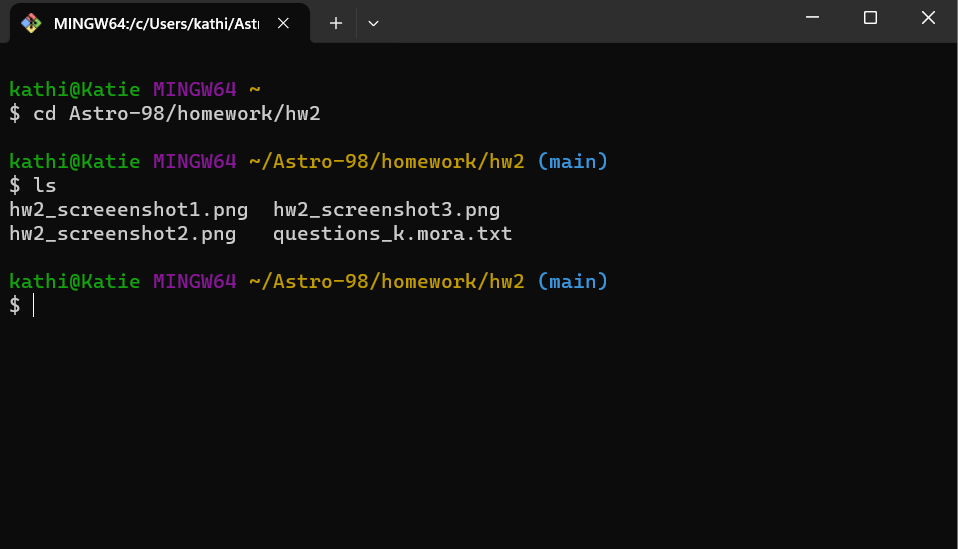 MINGW64:/c/Users/kathi/Astr
kathi@Katie MINGW64 ~
$ cd Astro-98/homework/hw2
kathi@Katie MINGW64 ~/Astro-98/homework/hw2 (main)
$ ls
hw2_screeenshot1.png  hw2_screenshot3.png
hw2_screenshot2.png   questions_k.mora.txt
kathi@Katie MINGW64 ~/Astro-98/homework/hw2 (main)
$